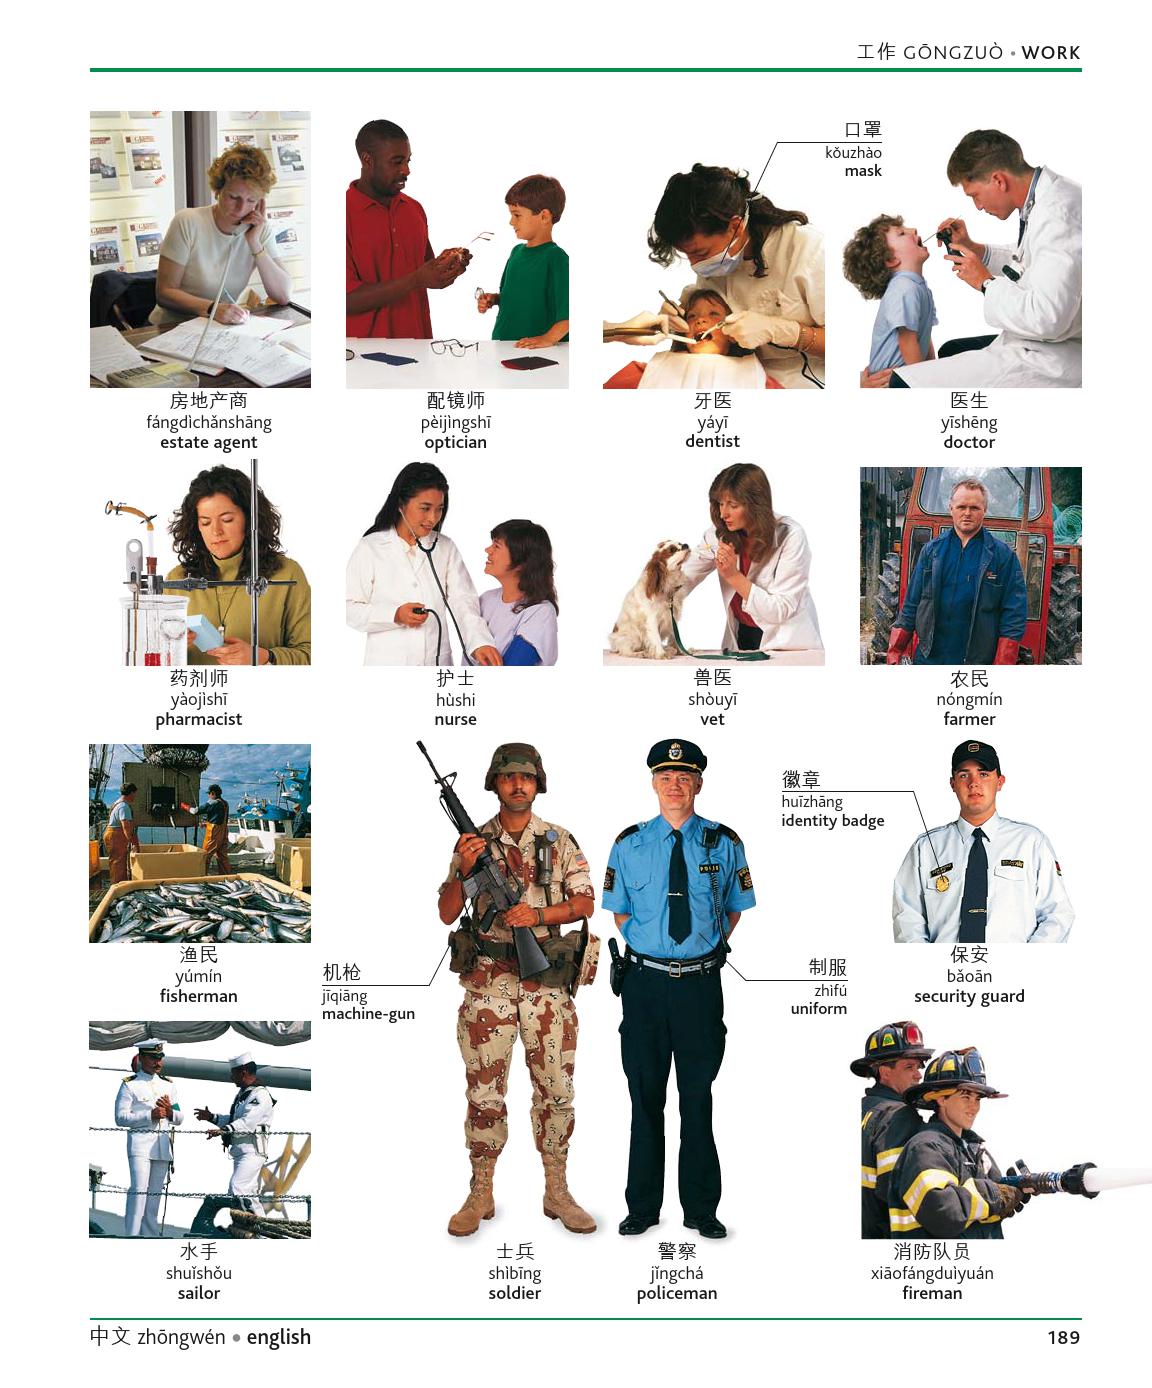 工作 GŌNGZUÒ • WORK
口罩
kǒuzhào
mask
房地产商
fángdìchǎnshāng
estate agent
配镜师
pèijìngshī
optician
牙医
yáyī
dentist
医生
yīshēng
doctor
药剂师
yàojìshī
pharmacist
护士
hùshi
nurse
兽医
shòuyī
vet
农民
nóngmín
farmer
徽章
huīzhāng
identity badge
渔民
yúmín
fisherman
机枪
jīqiāng
machine-gun
制服
zhìfú
uniform
保安
bǎoān
security guard
水手
shuǐshǒu
sailor
士兵
shìbīng
soldier
警察
jǐngchá
policeman
消防队员
xiāofángduìyuán
fireman
中文 zhōngwén • english
189